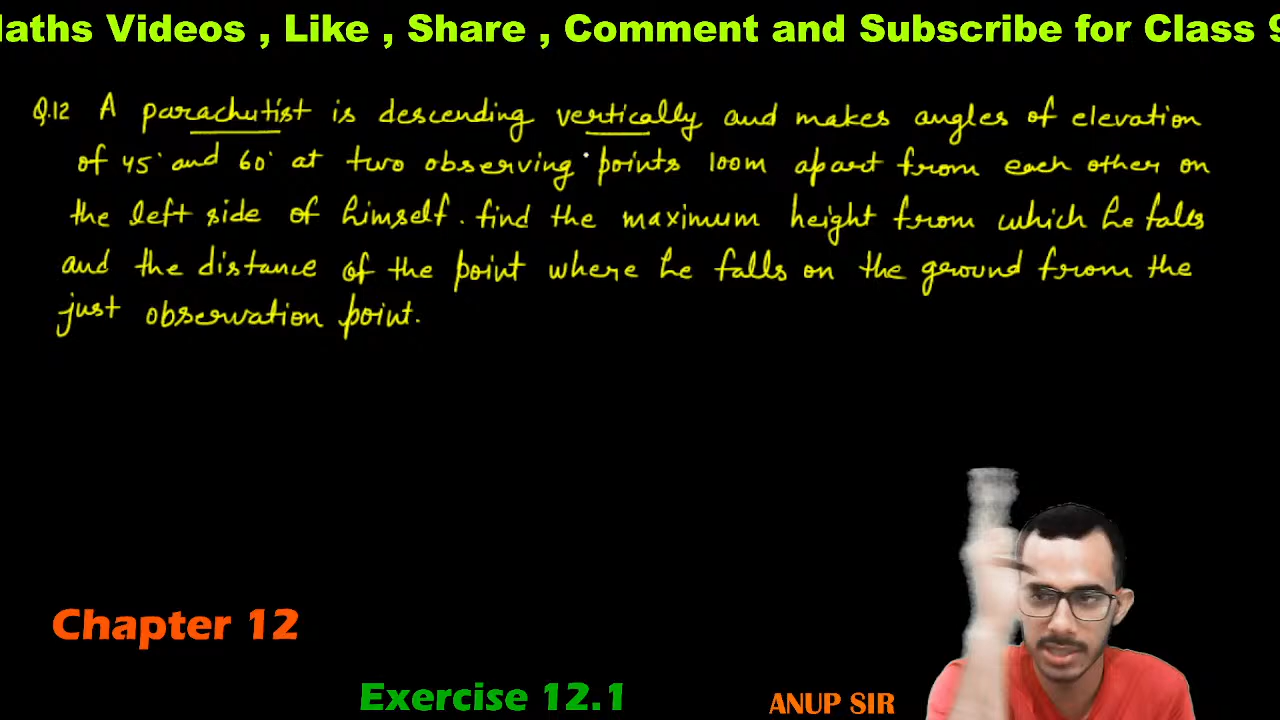 Maths Videos , Like , Share , Comment and Subscribe for Class 9
Q.12 A parachutist is descending vertically and makes angles of elevation
of 45° and 60° at two observing points 100m apart from each other on
the left side of himself. find the maximum height from which he falls
and the distance of the point where he falls on the ground from the
just observation point.
Chapter 12
Exercise 12.1
ANUP SIR